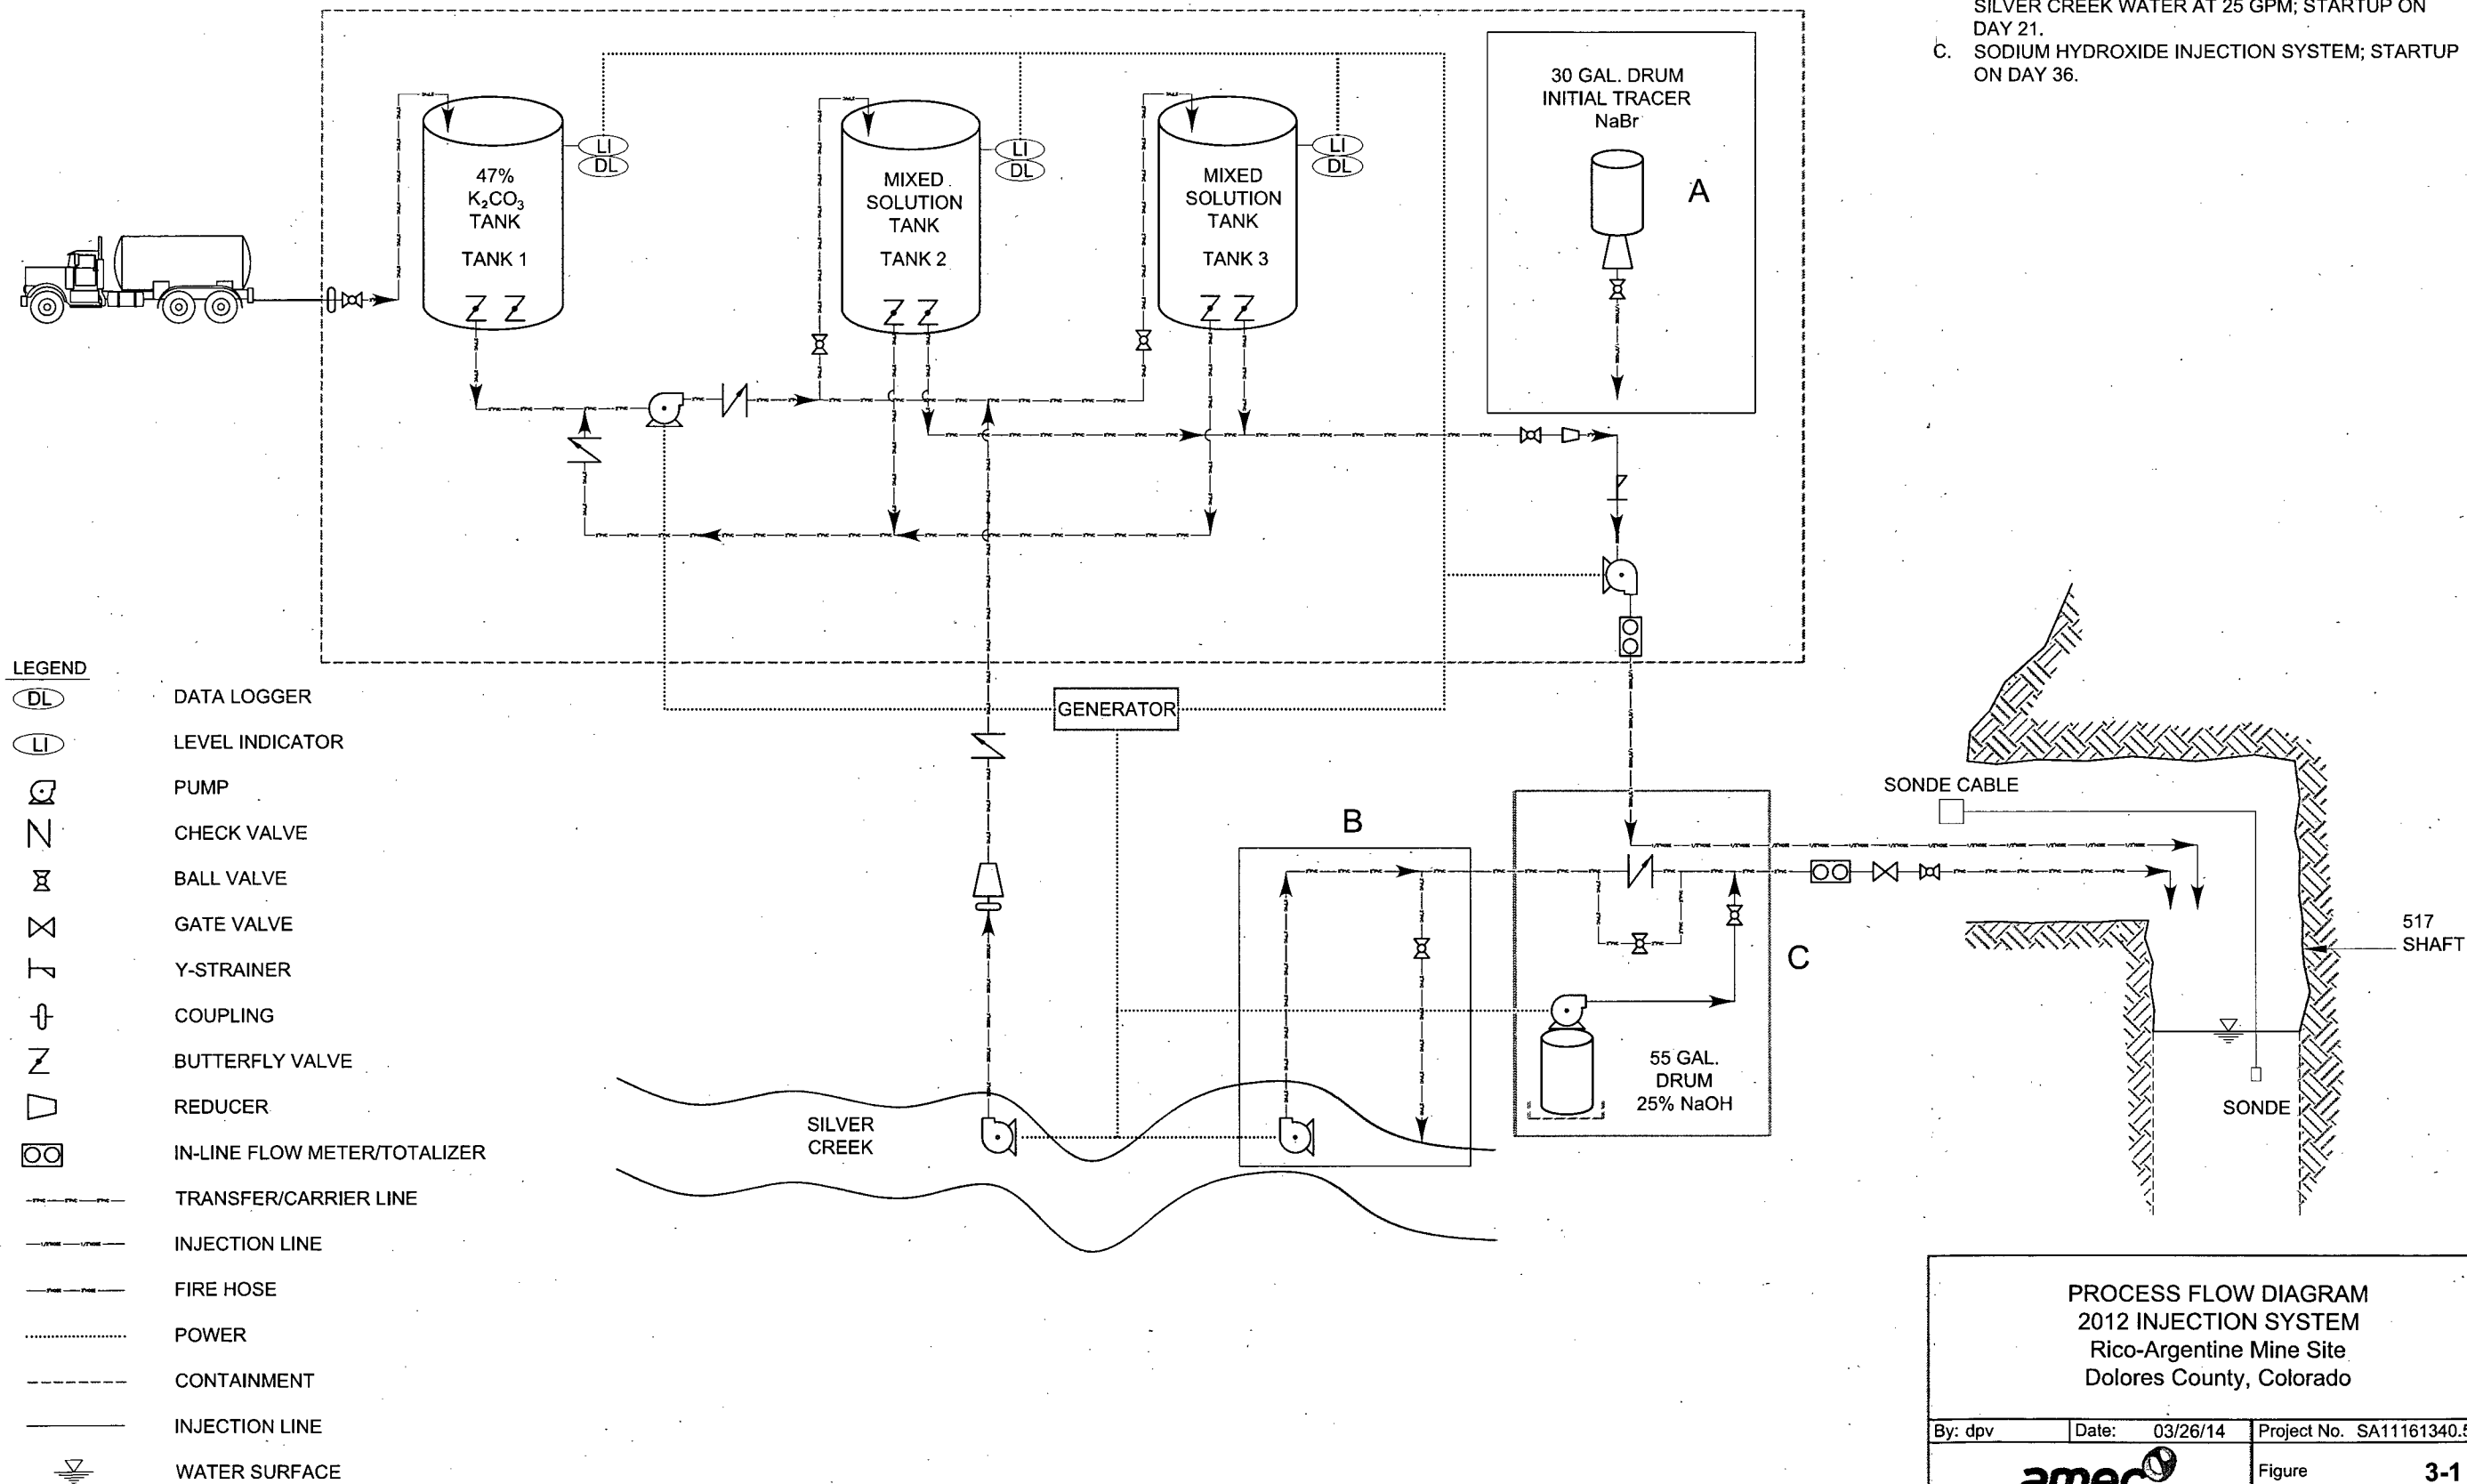 SILVER CREEK WATER AT 25 GPM; STARTUP ON
DAY 21.
C. SODIUM HYDROXIDE INJECTION SYSTEM; STARTUP
ON DAY 36.
30 GAL. DRUM
INITIAL TRACER
NaBr
A
LI
DL
LI
DL
LI
DL
47%
K₂CO₃
TANK
TANK 1
MIXED
SOLUTION
TANK
TANK 2
MIXED
SOLUTION
TANK
TANK 3
GENERATOR
LEGEND
DL DATA LOGGER
LI LEVEL INDICATOR
PUMP
CHECK VALVE
BALL VALVE
GATE VALVE
Y-STRAINER
COUPLING
BUTTERFLY VALVE
REDUCER
IN-LINE FLOW METER/TOTALIZER
TRANSFER/CARRIER LINE
INJECTION LINE
FIRE HOSE
POWER
CONTAINMENT
INJECTION LINE
WATER SURFACE
SILVER
CREEK
B
C
55 GAL.
DRUM
25% NaOH
SONDE CABLE
517
SHAFT
SONDE
PROCESS FLOW DIAGRAM
2012 INJECTION SYSTEM
Rico-Argentine Mine Site
Dolores County, Colorado
By: dpv Date: 03/26/14 Project No. SA11161340.5
amec
Figure 3-1